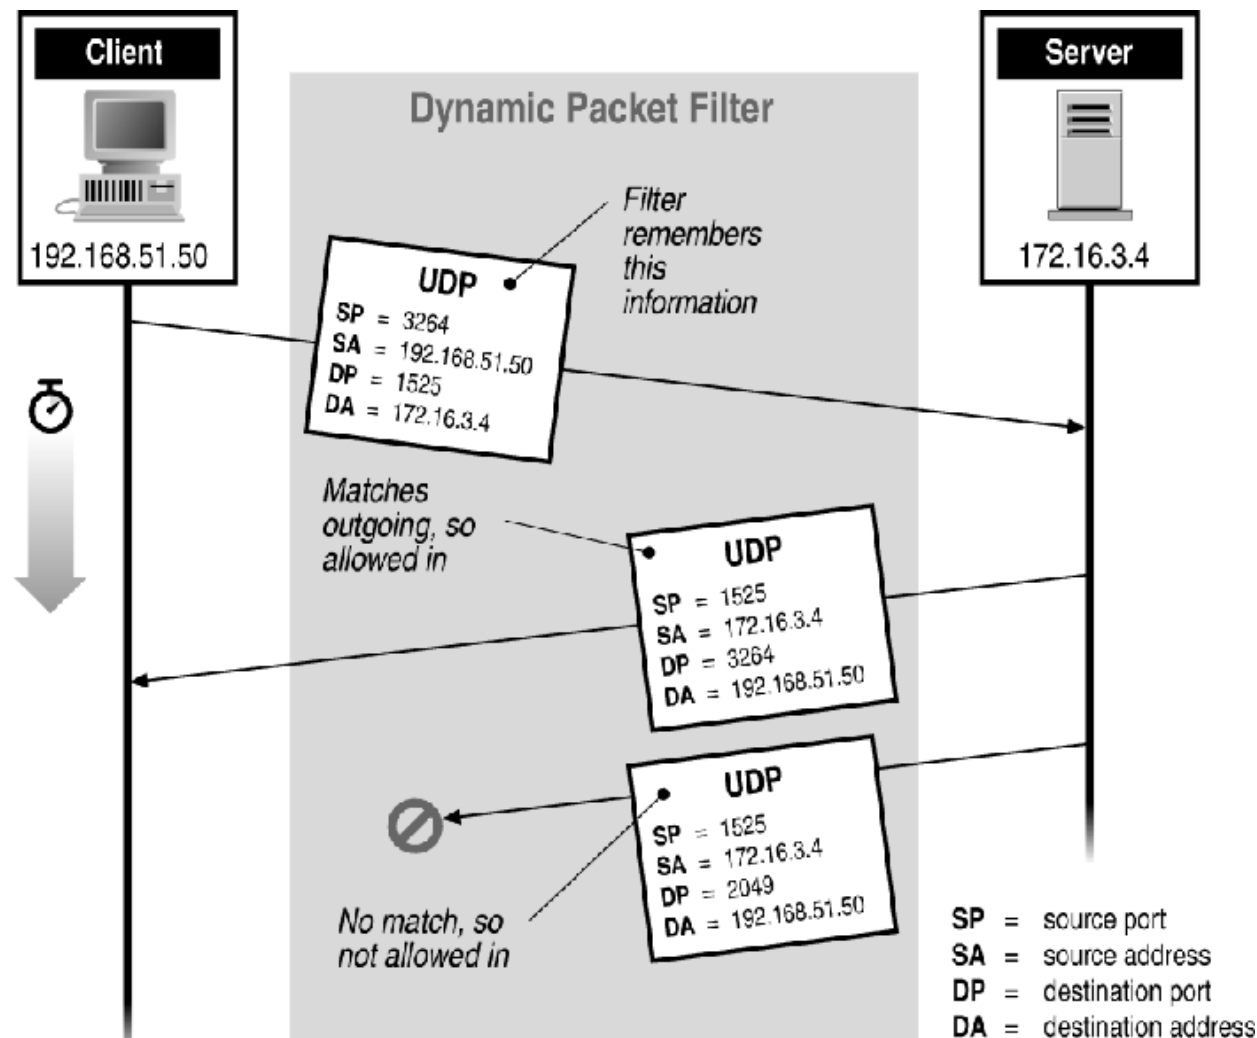 Client
192.168.51.50
Server
172.16.3.4
Dynamic Packet Filter
Filter
remembers
this
information
UDP
SP = 3264
SA = 192.168.51.50
DP = 1525
DA = 172.16.3.4
Matches
outgoing, so
allowed in
UDP
SP = 1525
SA = 172.16.3.4
DP = 3264
DA = 192.168.51.50
UDP
SP = 1525
SA = 172.16.3.4
DP = 2049
DA = 192.168.51.50
No match, so
not allowed in
SP = source port
SA = source address
DP = destination port
DA = destination address